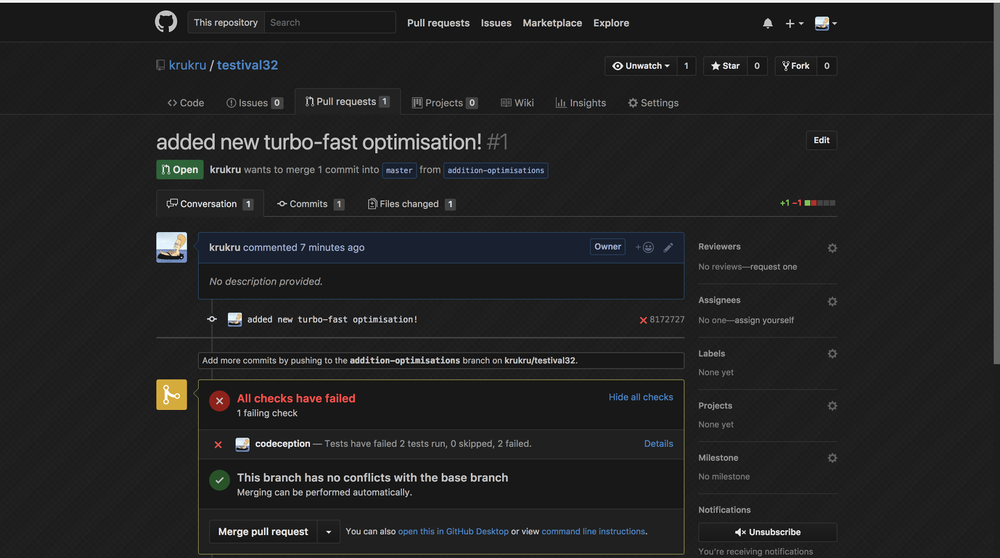 This repository Search Pull requests Issues Marketplace Explore
krukru / testival32 Unwatch 1 Star 0 Fork 0
Code Issues 0 Pull requests 1 Projects 0 Wiki Insights Settings
added new turbo-fast optimisation! #1 Edit
Open krukru wants to merge 1 commit into master from addition-optimisations
Conversation 1 Commits 1 Files changed 1 +1 −1
krukru commented 7 minutes ago Owner +
No description provided.
added new turbo-fast optimisation! 8172727
Add more commits by pushing to the addition-optimisations branch on krukru/testival32.
All checks have failed Hide all checks
1 failing check
codeception — Tests have failed 2 tests run, 0 skipped, 2 failed. Details
This branch has no conflicts with the base branch
Merging can be performed automatically.
Merge pull request You can also open this in GitHub Desktop or view command line instructions.
Reviewers
No reviews—request one
Assignees
No one—assign yourself
Labels
None yet
Projects
None yet
Milestone
No milestone
Notifications
Unsubscribe
You're receiving notifications